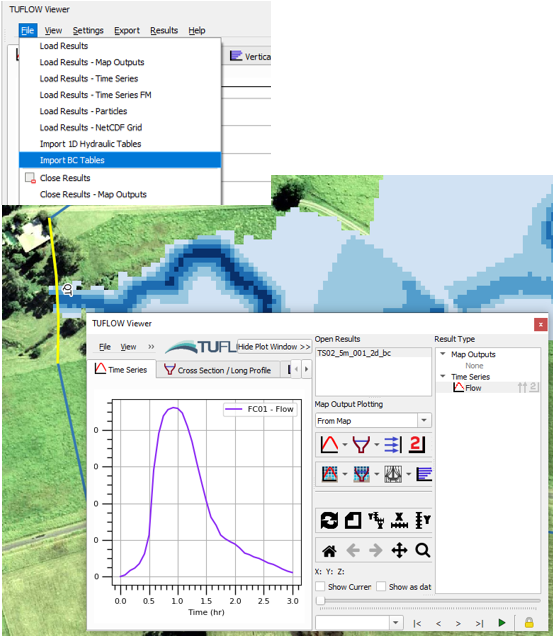 TUFLOW Viewer
File View Settings Export Results Help
Load Results
Load Results - Map Outputs
Load Results - Time Series
Load Results - Time Series FM
Load Results - Particles
Load Results - NetCDF Grid
Import 1D Hydraulic Tables
Import BC Tables
Close Results
Close Results - Map Outputs
Vertica
QT
TUFLOW Viewer x
File View >> TUFL Hide Plot Window >>
Time Series Cross Section / Long Profile
FC01 - Flow
0
0
0
0
0
0.0 0.5 1.0 1.5 2.0 2.5 3.0
Time (hr)
Open Results
TS02_5m_001_2d_bc
Map Output Plotting
From Map
2
X: Y: Z:
Show Currer Show as dat
|< < > >|
Result Type
Map Outputs
None
Time Series
Flow 2